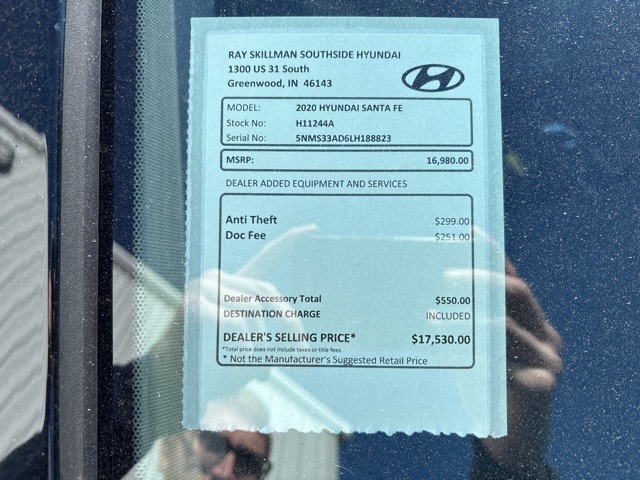 RAY SKILLMAN SOUTHSIDE HYUNDAI
1300 US 31 South
Greenwood, IN 46143
MODEL: 2020 HYUNDAI SANTA FE
Stock No: H11244A
Serial No: 5NMS33AD6LH188823
MSRP: 16,980.00
DEALER ADDED EQUIPMENT AND SERVICES
Anti Theft $299.00
Doc Fee $251.00
Dealer Accessory Total $550.00
DESTINATION CHARGE INCLUDED
DEALER'S SELLING PRICE* $17,530.00
*Total price does not include taxes or title fees.
* Not the Manufacturer's Suggested Retail Price